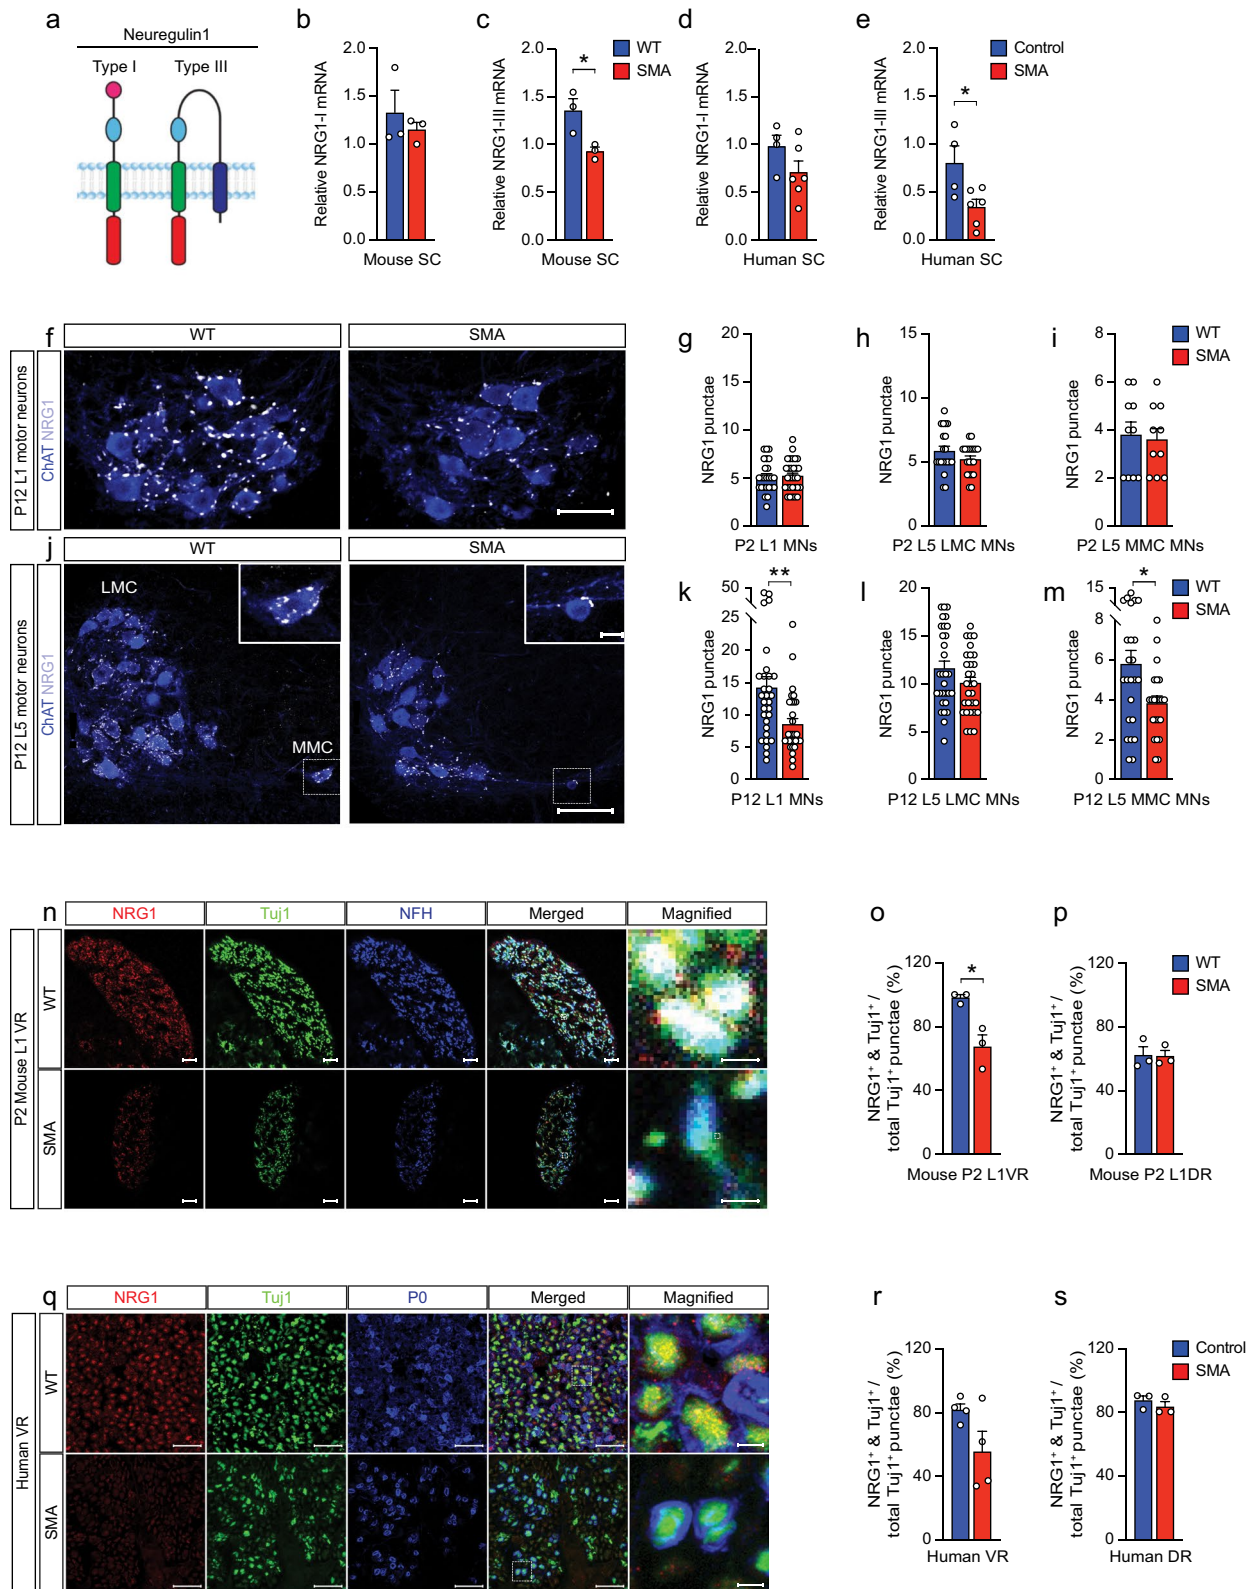 a
Neuregulin1
Type I
Type III
b
Relative NRG1-I mRNA
2.0
1.5
1.0
0.5
0.0
Mouse SC
c
Relative NRG1-III mRNA
2.0
1.5
1.0
0.5
0.0
*
Mouse SC
WT
SMA
d
Relative NRG1-I mRNA
2.0
1.5
1.0
0.5
0.0
Human SC
e
Relative NRG1-III mRNA
2.0
1.5
1.0
0.5
0.0
*
Human SC
Control
SMA
f
WT
SMA
P12 L1 motor neurons
ChAT NRG1
g
NRG1 punctae
20
15
10
5
0
P2 L1 MNs
h
NRG1 punctae
15
10
5
0
P2 L5 LMC MNs
i
NRG1 punctae
8
6
4
2
0
P2 L5 MMC MNs
WT
SMA
j
WT
SMA
P12 L5 motor neurons
ChAT NRG1
LMC
MMC
k
NRG1 punctae
50
25
20
15
10
5
0
**
P12 L1 MNs
l
NRG1 punctae
20
15
10
5
0
P12 L5 LMC MNs
m
NRG1 punctae
15
8
6
4
2
0
*
P12 L5 MMC MNs
WT
SMA
n
NRG1
Tuj1
NFH
Merged
Magnified
P2 Mouse L1 VR
WT
SMA
o
NRG1⁺ & Tuj1⁺ /
total Tuj1⁺ punctae (%)
120
80
40
0
*
Mouse P2 L1VR
p
NRG1⁺ & Tuj1⁺ /
total Tuj1⁺ punctae (%)
120
80
40
0
Mouse P2 L1DR
WT
SMA
q
NRG1
Tuj1
P0
Merged
Magnified
Human VR
WT
SMA
r
NRG1⁺ & Tuj1⁺ /
total Tuj1⁺ punctae (%)
120
80
40
0
Human VR
s
NRG1⁺ & Tuj1⁺ /
total Tuj1⁺ punctae (%)
120
80
40
0
Human DR
Control
SMA